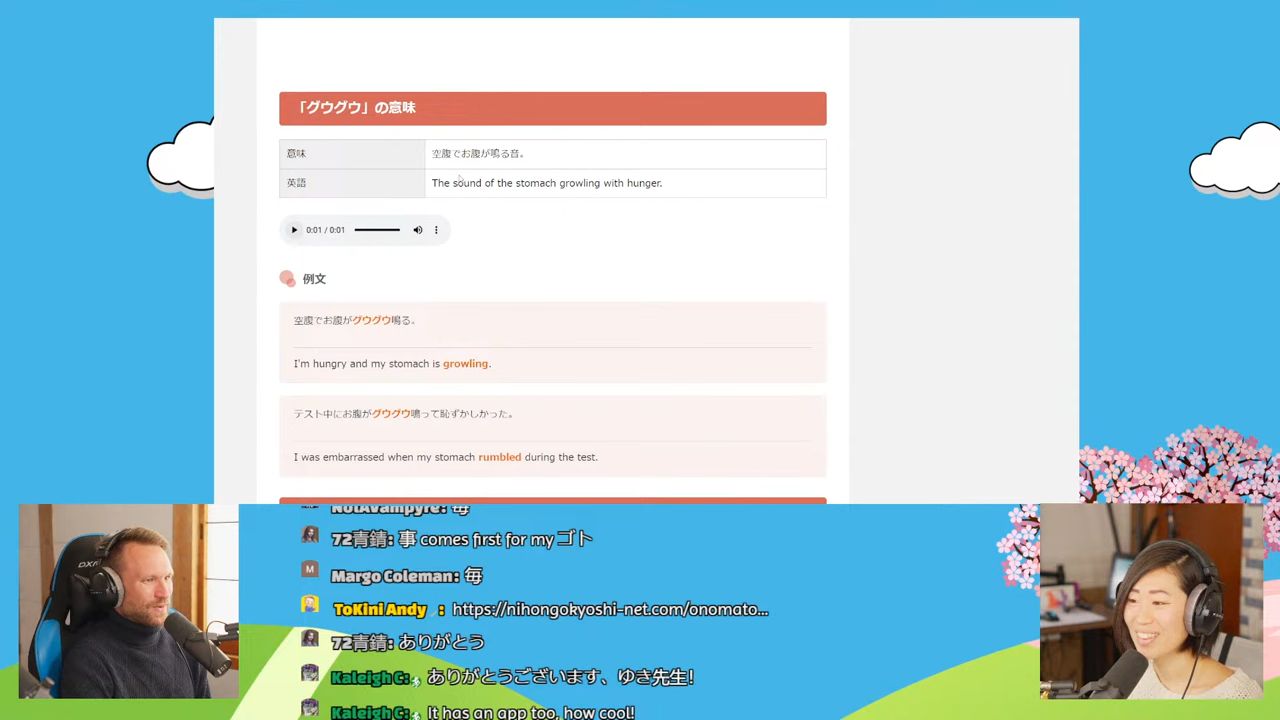 「グウグウ」の意味
意味 空腹でお腹が鳴る音。
英語 The sound of the stomach growling with hunger.
0:01 / 0:01
例文
空腹でお腹がグウグウ鳴る。
I'm hungry and my stomach is growling.
テスト中にお腹がグウグウ鳴って恥ずかしかった。
I was embarrassed when my stomach rumbled during the test.
NotAVampyre: 毎
72青錆: 事 comes first for my ゴト
M Margo Coleman: 毎
ToKini Andy : https://nihongokyoshi-net.com/onomato...
72青錆: ありがとう
Kaleigh C: ありがとうございます、ゆき先生!
Kaleigh C: It has an app too, how cool!